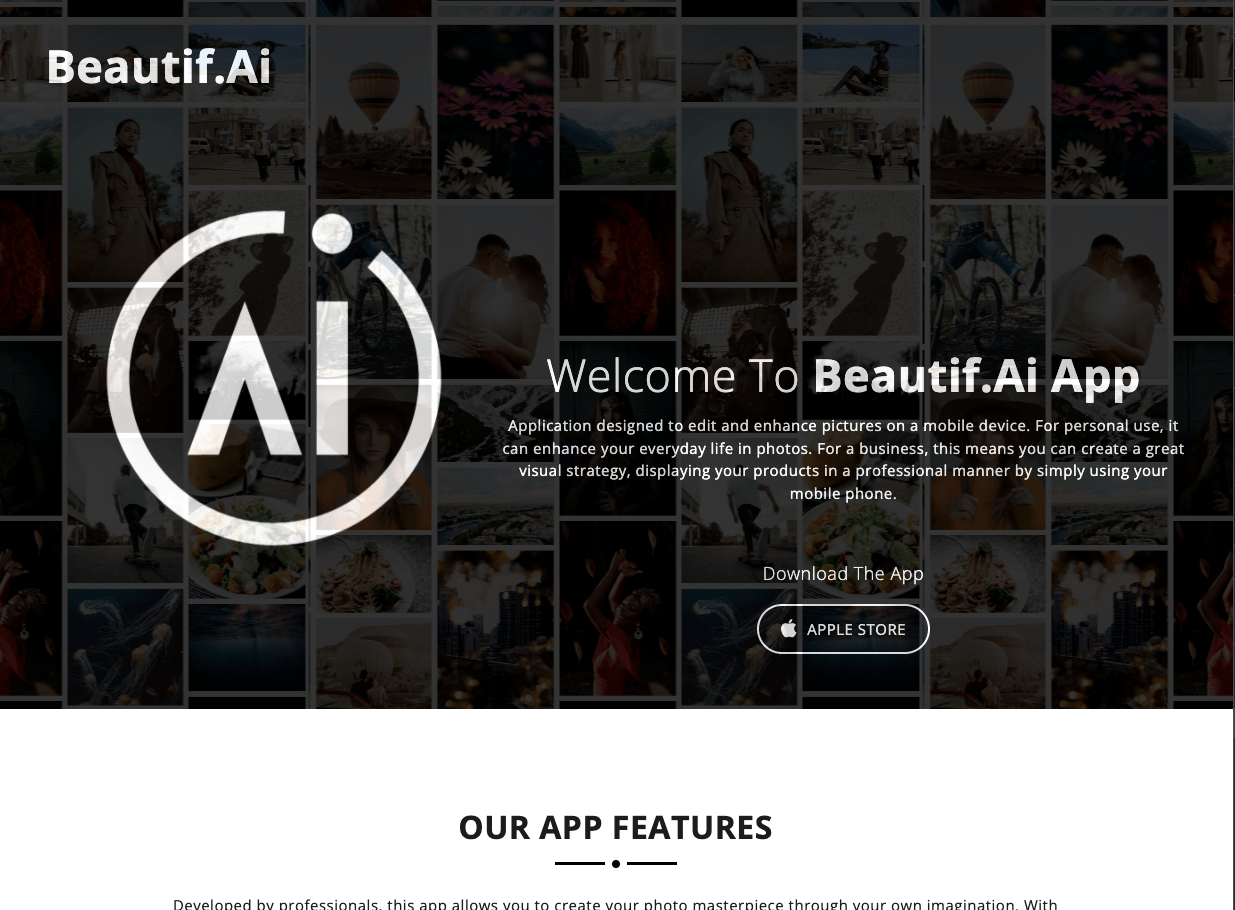 Beautif.Ai
Ai
Welcome To Beautif.Ai App
Application designed to edit and enhance pictures on a mobile device. For personal use, it
can enhance your everyday life in photos. For a business, this means you can create a great
visual strategy, displaying your products in a professional manner by simply using your
mobile phone.
Download The App
APPLE STORE
OUR APP FEATURES
Developed by professionals, this app allows you to create your photo masterpiece through your own imagination. With